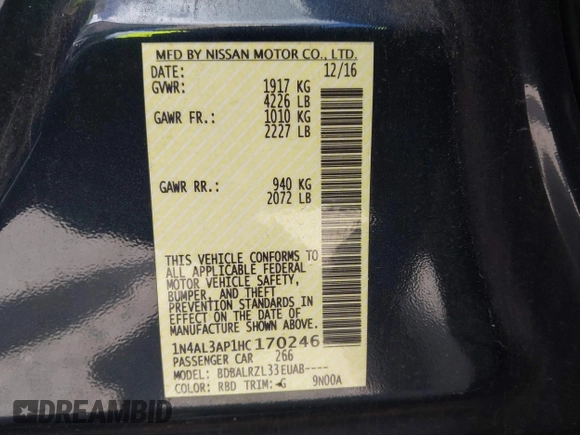 MFD BY NISSAN MOTOR CO., LTD.
DATE: 12/16
GVWR: 1917 KG
4226 LB
GAWR FR.: 1010 KG
2227 LB
GAWR RR.: 940 KG
2072 LB
THIS VEHICLE CONFORMS TO
ALL APPLICABLE FEDERAL
MOTOR VEHICLE SAFETY,
BUMPER, AND THEFT
PREVENTION STANDARDS IN
EFFECT ON THE DATE OF
MANUFACTURE SHOWN ABOVE.
1N4AL3AP1HC170246
PASSENGER CAR 266
MODEL: BDBALRZL33EUAB----
COLOR: RBD TRIM: G 9N00A
AUTOBIDCAR